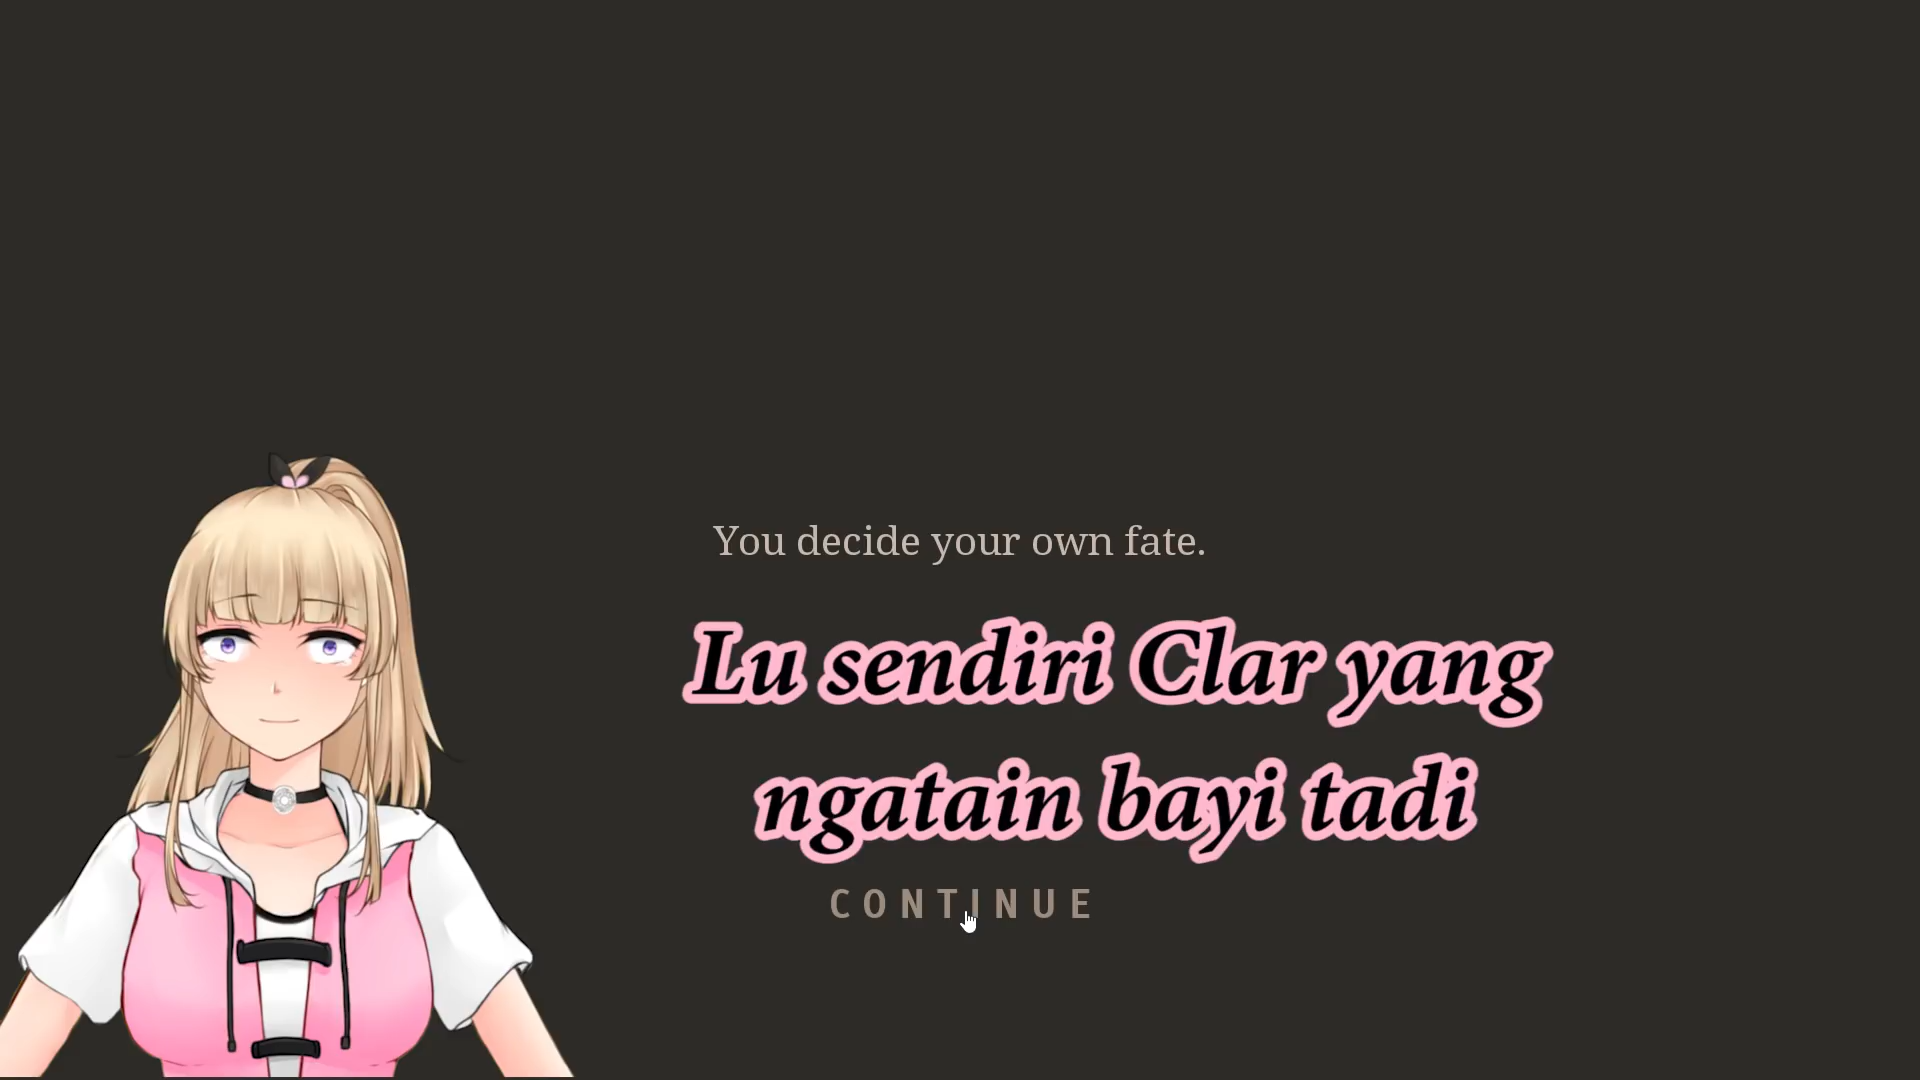 You decide your own fate.
Lu sendiri Clar yang
ngatain bayi tadi
CONTINUE